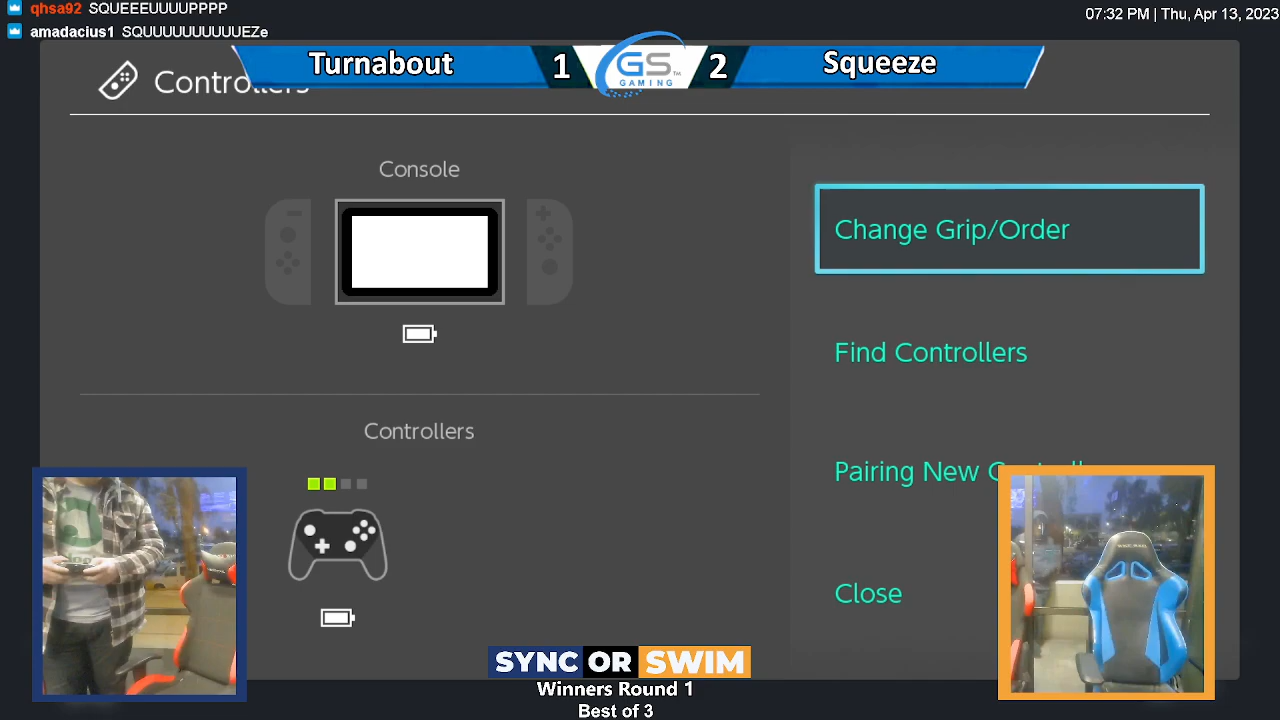 qhsa92 SQUEEEUUUUPPPP
amadacius1 SQUUUUUUUUUUEZe
07:32 PM | Thu, Apr 13, 2023
Turnabout 1 GS GAMING 2 Squeeze
Controllers
Console
Change Grip/Order
Find Controllers
Controllers
Pairing New Controll
Close
SYNC OR SWIM
Winners Round 1
Best of 3